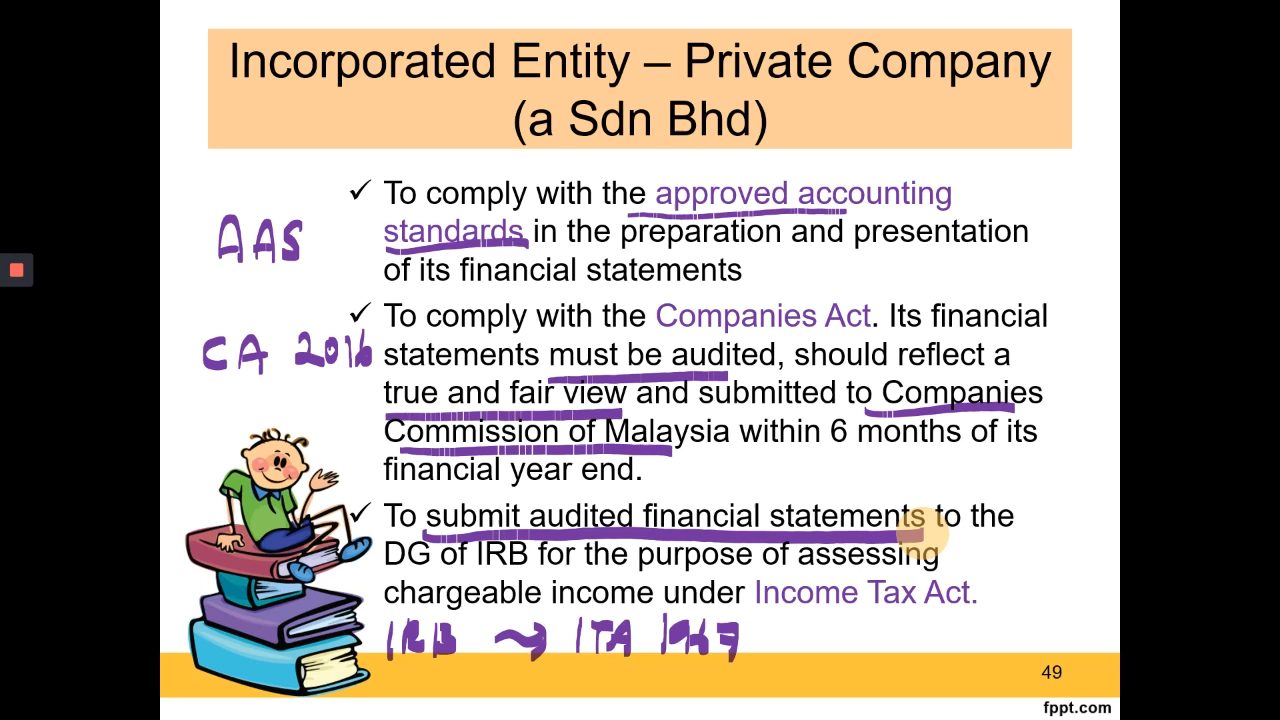 Incorporated Entity – Private Company
(a Sdn Bhd)
✓ To comply with the approved accounting
standards in the preparation and presentation
of its financial statements
AAS
✓ To comply with the Companies Act. Its financial
statements must be audited, should reflect a
true and fair view and submitted to Companies
Commission of Malaysia within 6 months of its
financial year end.
CA 2016
✓ To submit audited financial statements to the
DG of IRB for the purpose of assessing
chargeable income under Income Tax Act.
IRB → ITA 1967
49
fppt.com